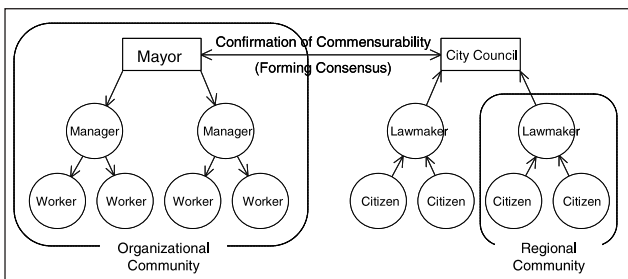 Confirmation of Commensurability
Mayor
City Council
(Forming Consensus)
Manager
Manager
Lawmaker
Lawmaker
Worker
Worker
Worker
Worker
Citizen
Citizen
Citizen
Citizen
Organizational
Community
Regional
Community